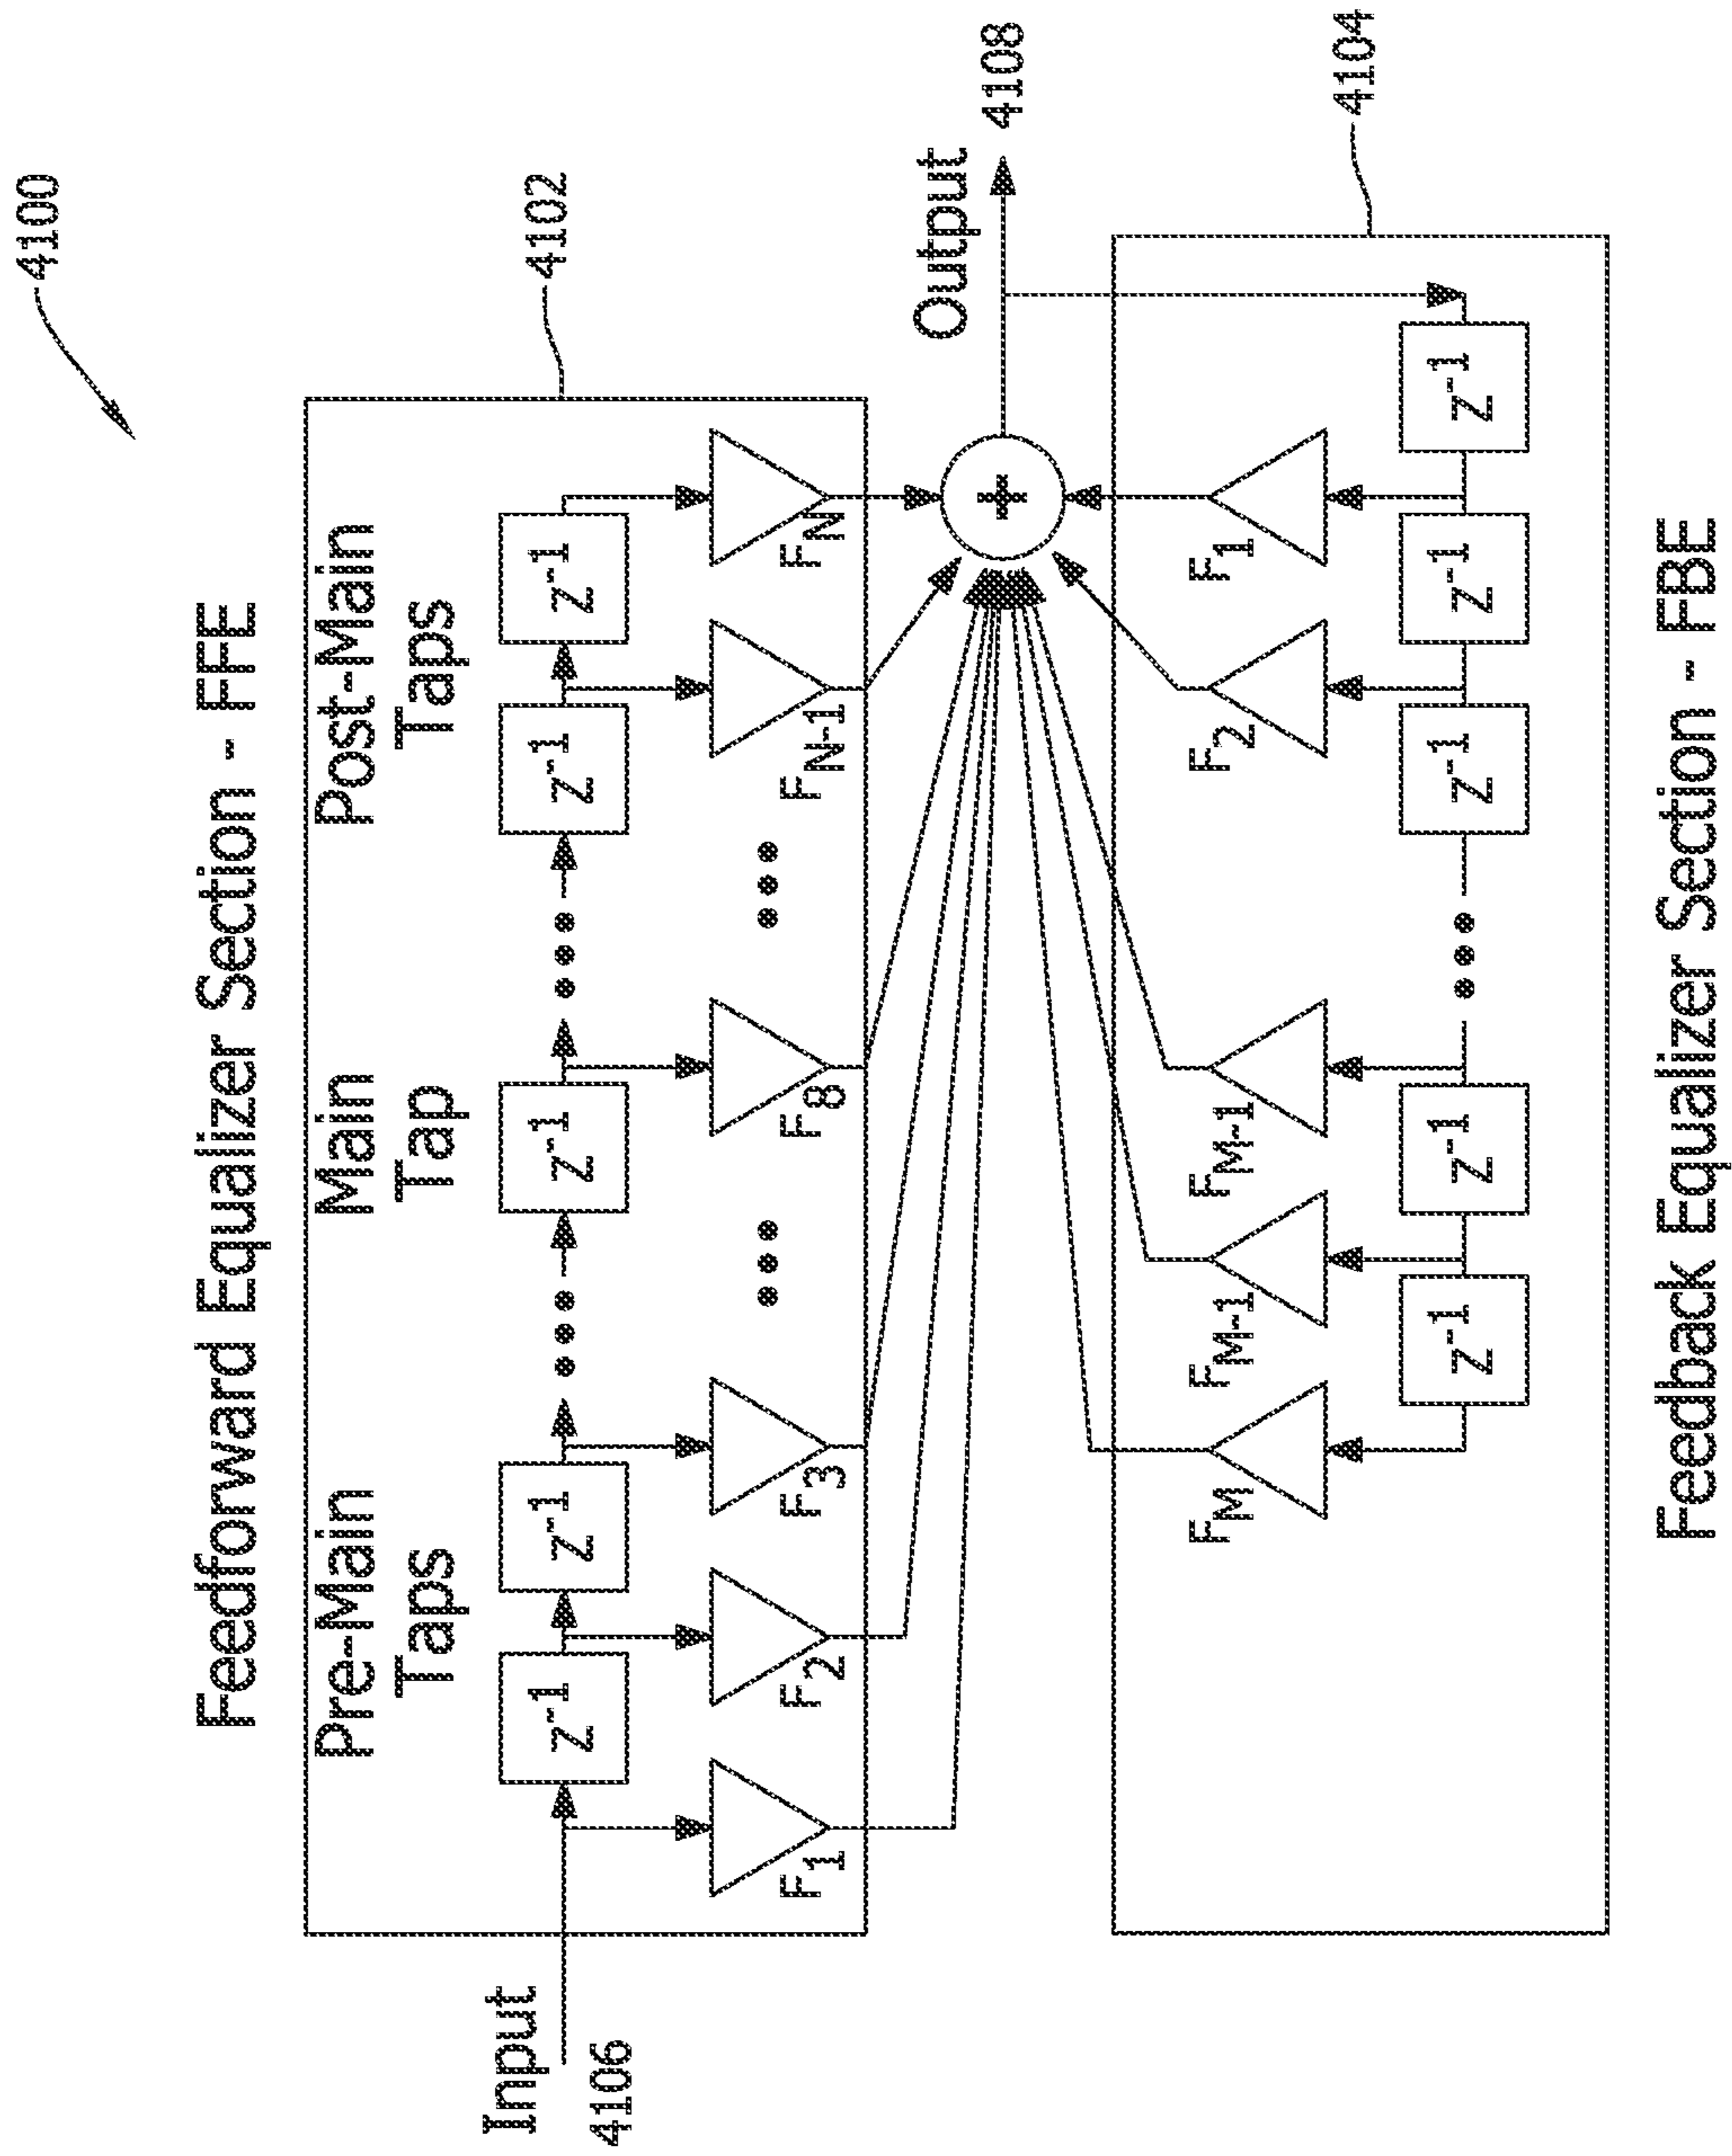 4100
Feedforward Equalizer Section - FFE
4102
Pre-Main
Taps
Main
Tap
Post-Main
Taps
Input
4106
z-1
z-1
z-1
z-1
z-1
F1
F2
F3
F8
FN-1
FN
+
Output
4108
FM
FM-1
FM-1
F2
F1
z-1
z-1
z-1
z-1
z-1
4104
Feedback Equalizer Section - FBE